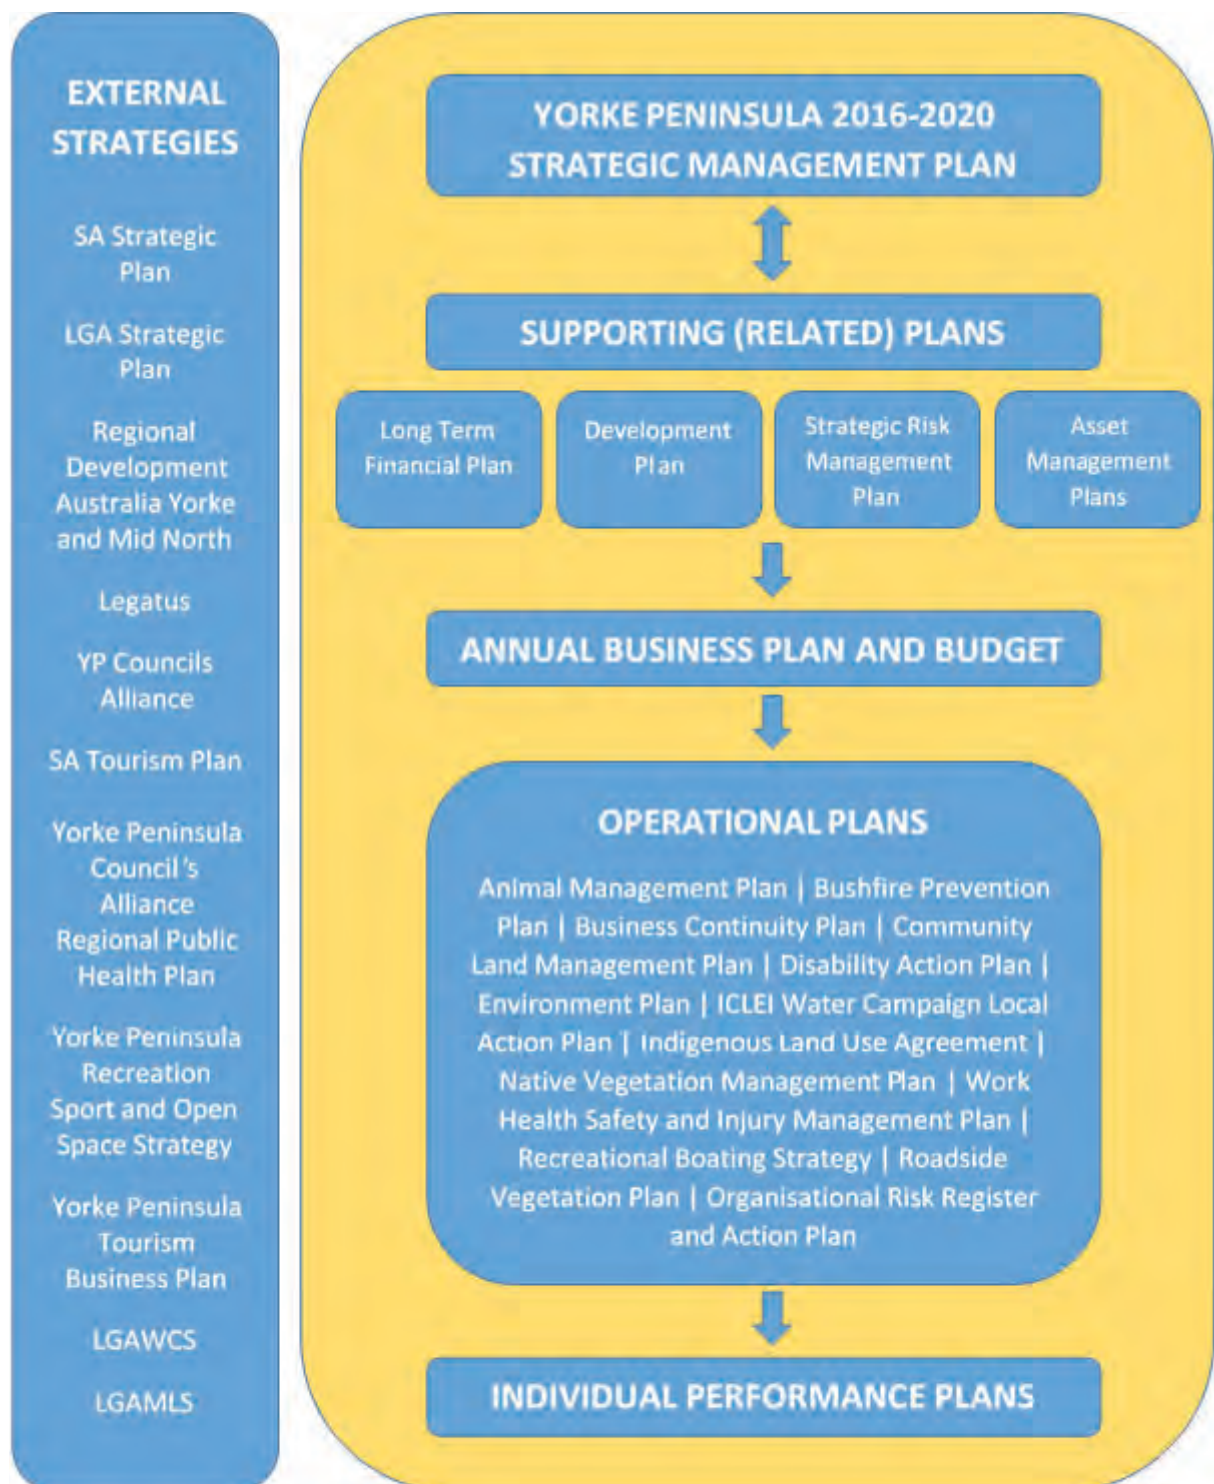 EXTERNAL
STRATEGIES
SA Strategic
Plan
LGA Strategic
Plan
Regional
Development
Australia Yorke
and Mid North
Legatus
YP Councils
Alliance
SA Tourism Plan
Yorke Peninsula
Council's
Alliance
Regional Public
Health Plan
Yorke Peninsula
Recreation
Sport and Open
Space Strategy
Yorke Peninsula
Tourism
Business Plan
LGAWCS
LGAMLS
YORKE PENINSULA 2016-2020
STRATEGIC MANAGEMENT PLAN
SUPPORTING (RELATED) PLANS
Long Term
Financial Plan
Development
Plan
Strategic Risk
Management
Plan
Asset
Management
Plans
ANNUAL BUSINESS PLAN AND BUDGET
OPERATIONAL PLANS
Animal Management Plan | Bushfire Prevention
Plan | Business Continuity Plan | Community
Land Management Plan | Disability Action Plan |
Environment Plan | ICLEI Water Campaign Local
Action Plan | Indigenous Land Use Agreement |
Native Vegetation Management Plan | Work
Health Safety and Injury Management Plan |
Recreational Boating Strategy | Roadside
Vegetation Plan | Organisational Risk Register
and Action Plan
INDIVIDUAL PERFORMANCE PLANS